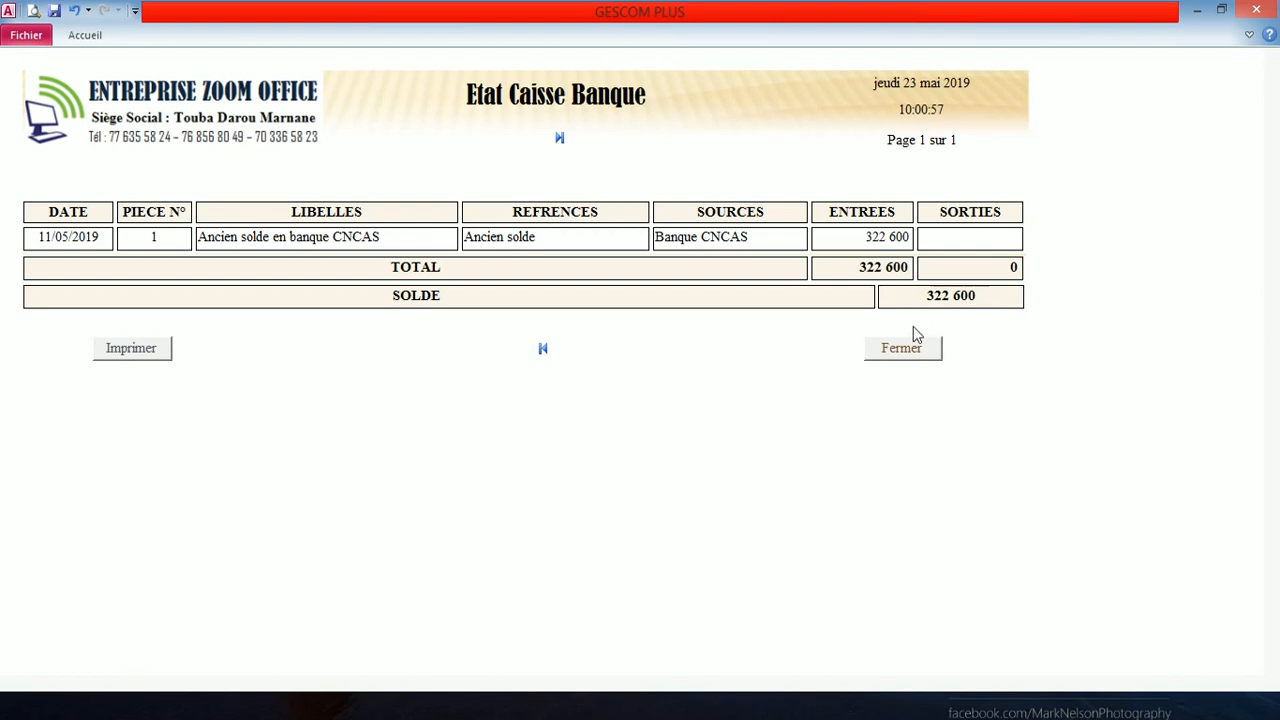 GESCOM PLUS
Fichier Accueil
ENTREPRISE ZOOM OFFICE
Siège Social : Touba Darou Marnane
Tél : 77 635 58 24 – 76 856 80 49 – 70 336 58 23
Etat Caisse Banque
jeudi 23 mai 2019
10:00:57
Page 1 sur 1
DATE PIECE N° LIBELLES REFRENCES SOURCES ENTREES SORTIES
11/05/2019 1 Ancien solde en banque CNCAS Ancien solde Banque CNCAS 322 600
TOTAL 322 600 0
SOLDE 322 600
Imprimer Fermer
facebook.com/MarkNelsonPhotography